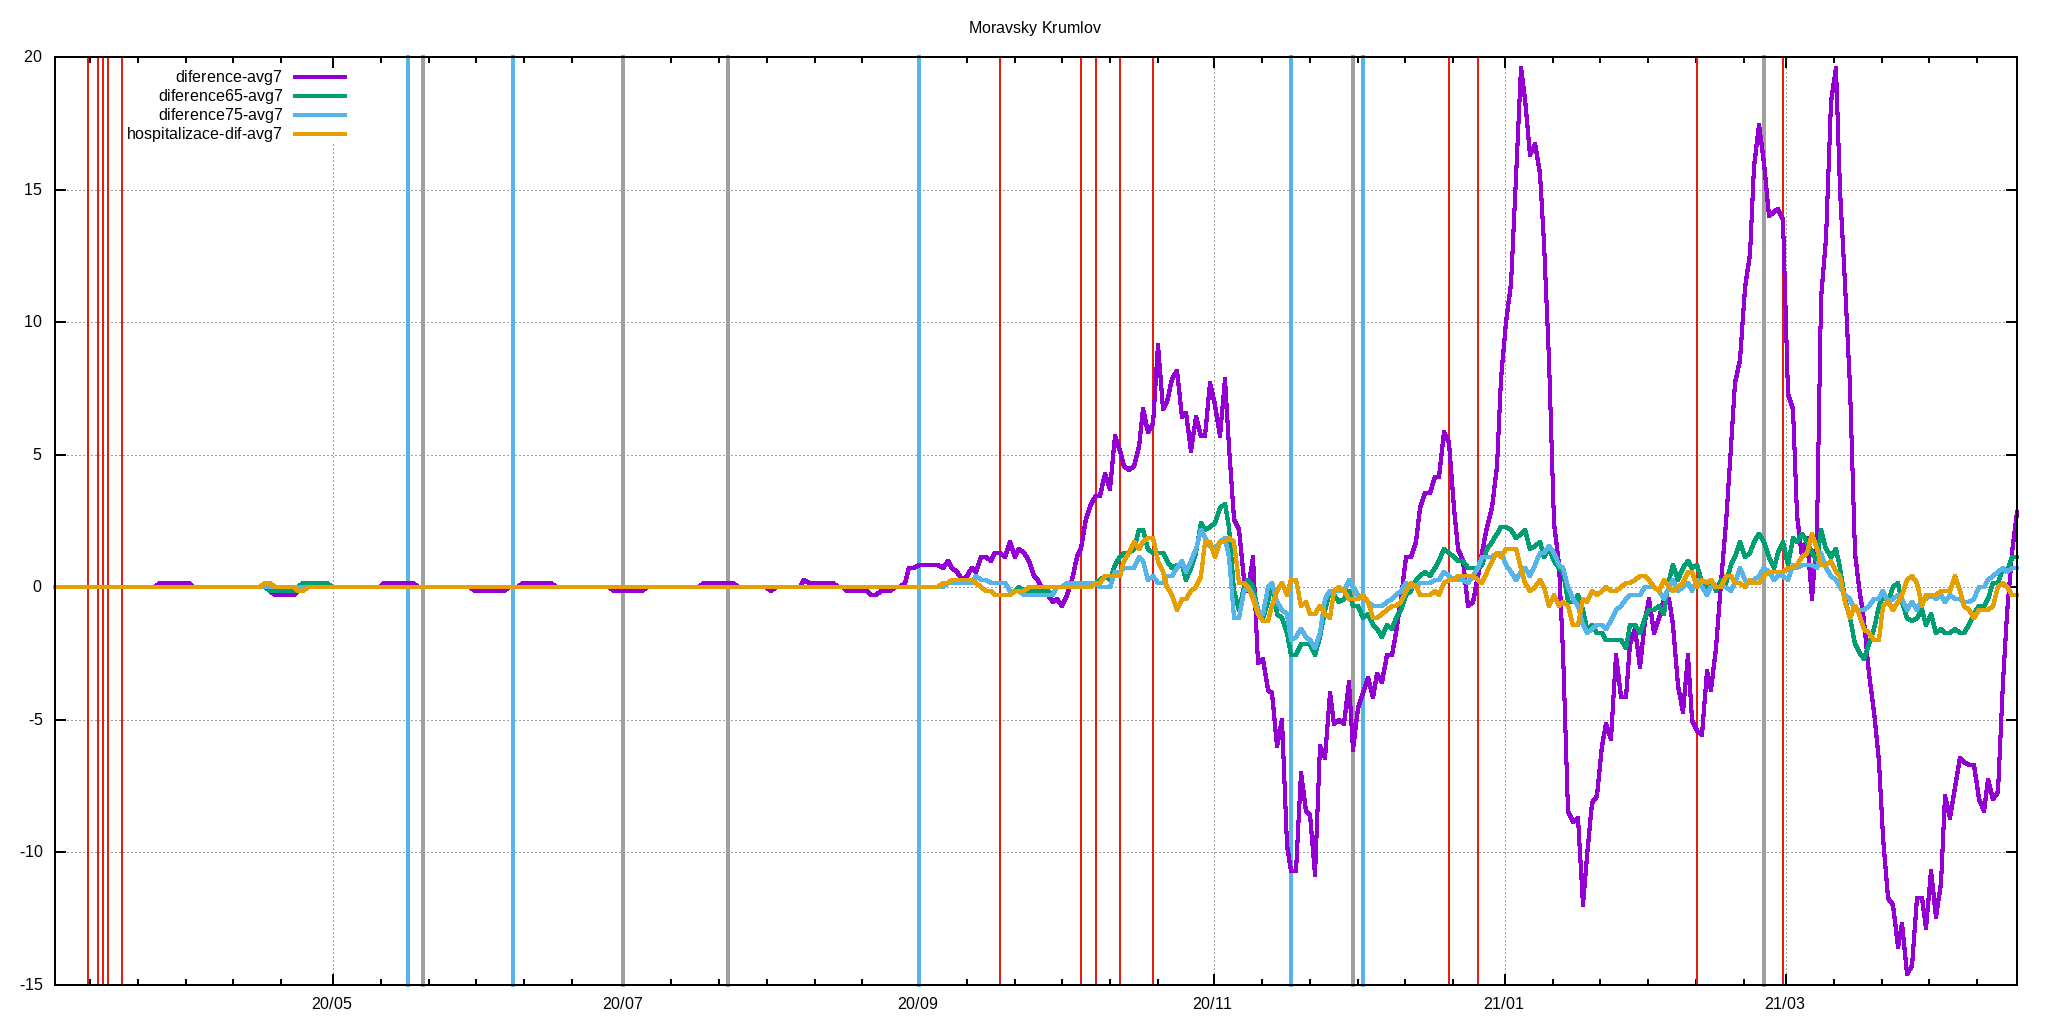 Moravsky Krumlov
20
15
10
5
0
-5
-10
-15
diference-avg7
diference65-avg7
diference75-avg7
hospitalizace-dif-avg7
20/05
20/07
20/09
20/11
21/01
21/03